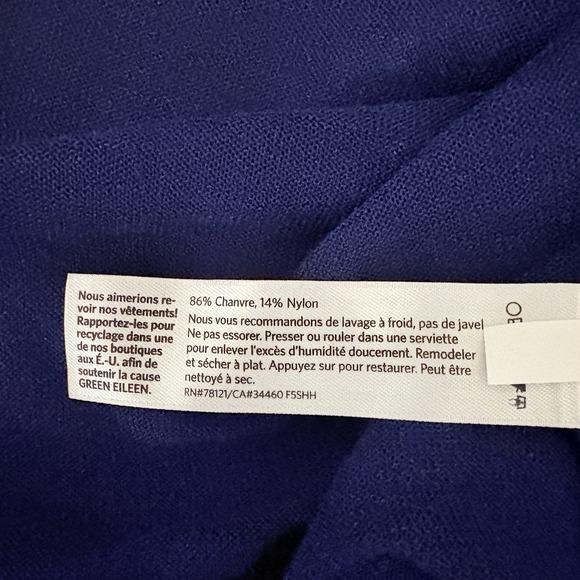 Nous aimerions re-
voir nos vêtements!
Rapportez-les pour
recyclage dans une
de nos boutiques
aux É.-U. afin de
soutenir la cause
GREEN EILEEN.
86% Chanvre, 14% Nylon
Nous vous recommandons de lavage à froid, pas de javel
Ne pas essorer. Presser ou rouler dans une serviette
pour enlever l'excès d'humidité doucement. Remodeler
et sécher à plat. Appuyez sur pour restaurer. Peut être
nettoyé à sec.
RN#78121/CA#34460 F5SHH